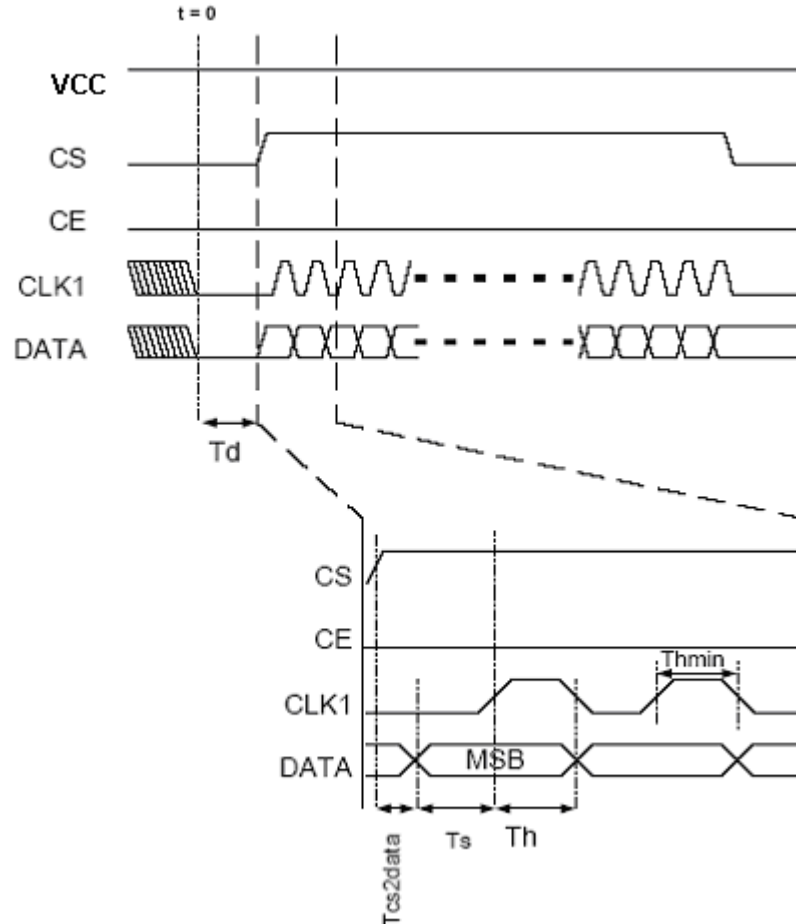 t = 0
VCC
CS
CE
CLK1
DATA
Td
CS
CE
Thmin
CLK1
DATA
MSB
Tcs2data
Ts
Th